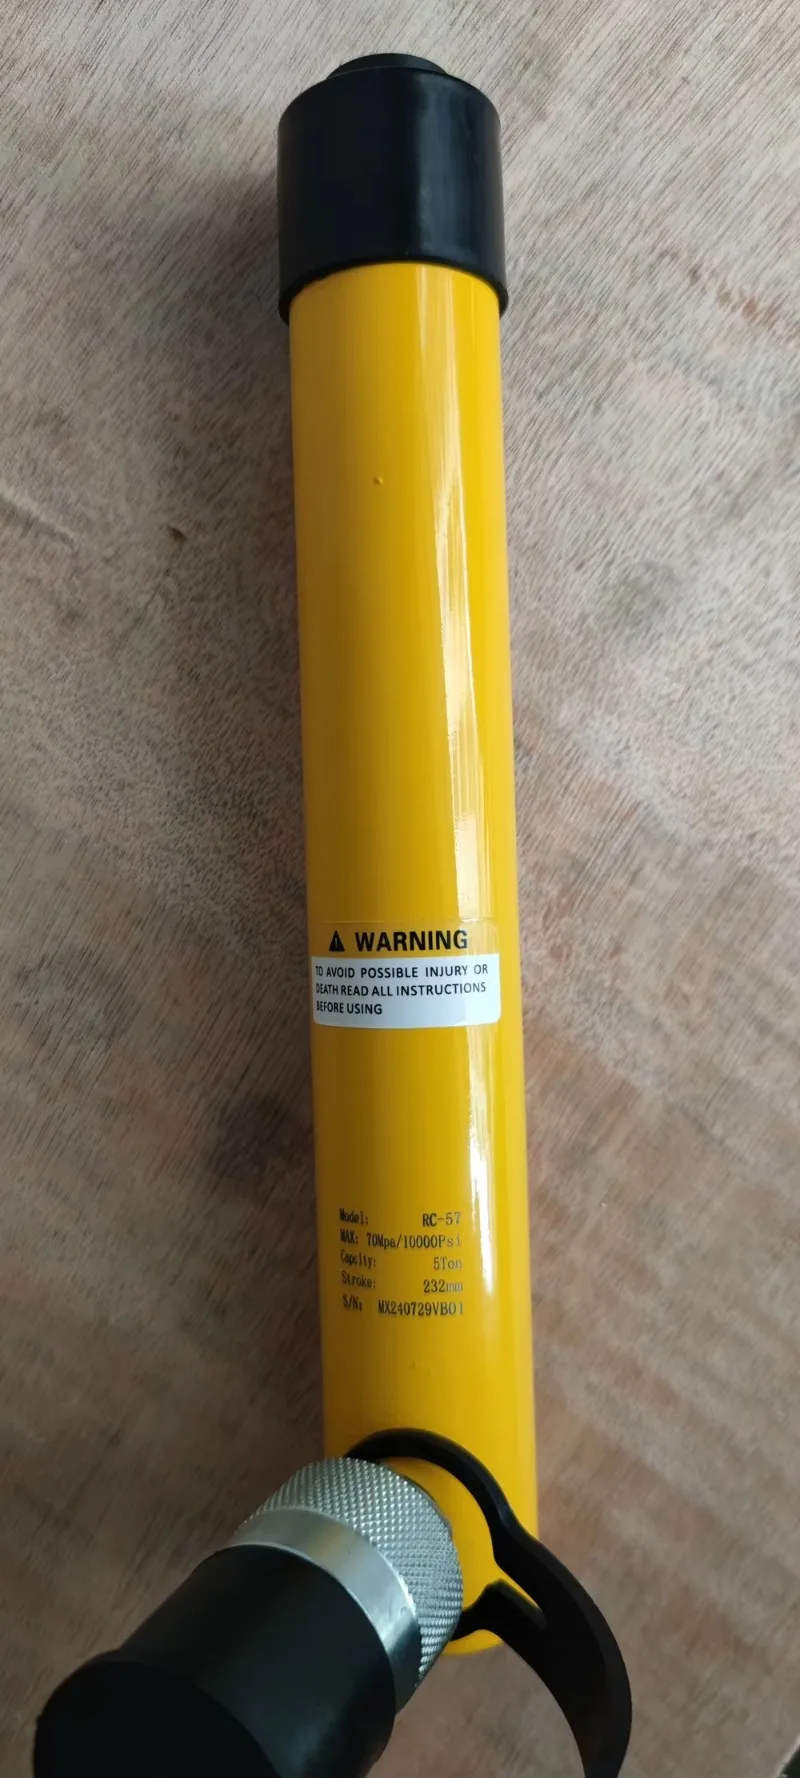 WARNING
TO AVOID POSSIBLE INJURY OR
DEATH READ ALL INSTRUCTIONS
BEFORE USING
Model: RC-57
MAX: 70Mpa/10000Psi
Capcity: 5Ton
Stroke: 232mm
S/N: MX240729VB01